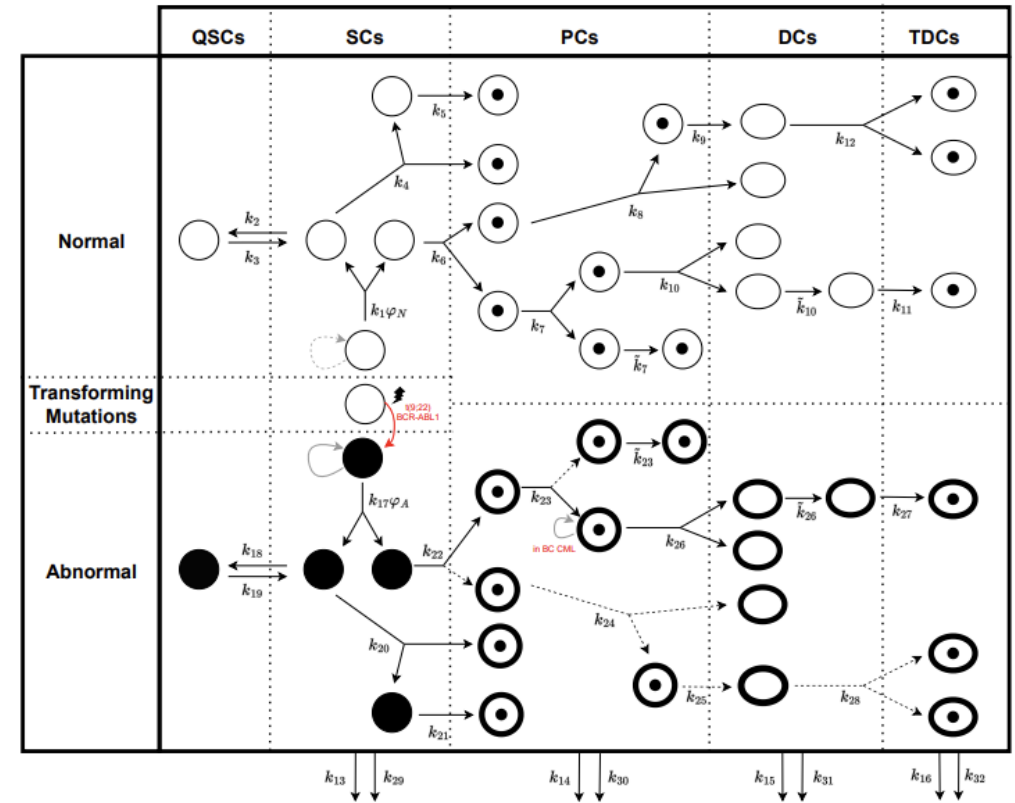 QSCs SCs PCs DCs TDCs
Normal
k₅
k₉
k₁₂
k₄
k₈
k₂
k₃
k₆
k₁₀
k̃₁₀
k₁₁
k₁φ_N
k₇
k̃₇
Transforming
Mutations
t(9;22)
BCR-ABL1
Abnormal
k̃₂₃
k₁₇φ_A
k₂₃
k̃₂₆
k₂₇
in BC CML
k₂₆
k₁₈
k₁₉
k₂₂
k₂₄
k₂₀
k₂₅
k₂₈
k₂₁
k₁₃ k₂₉ k₁₄ k₃₀ k₁₅ k₃₁ k₁₆ k₃₂